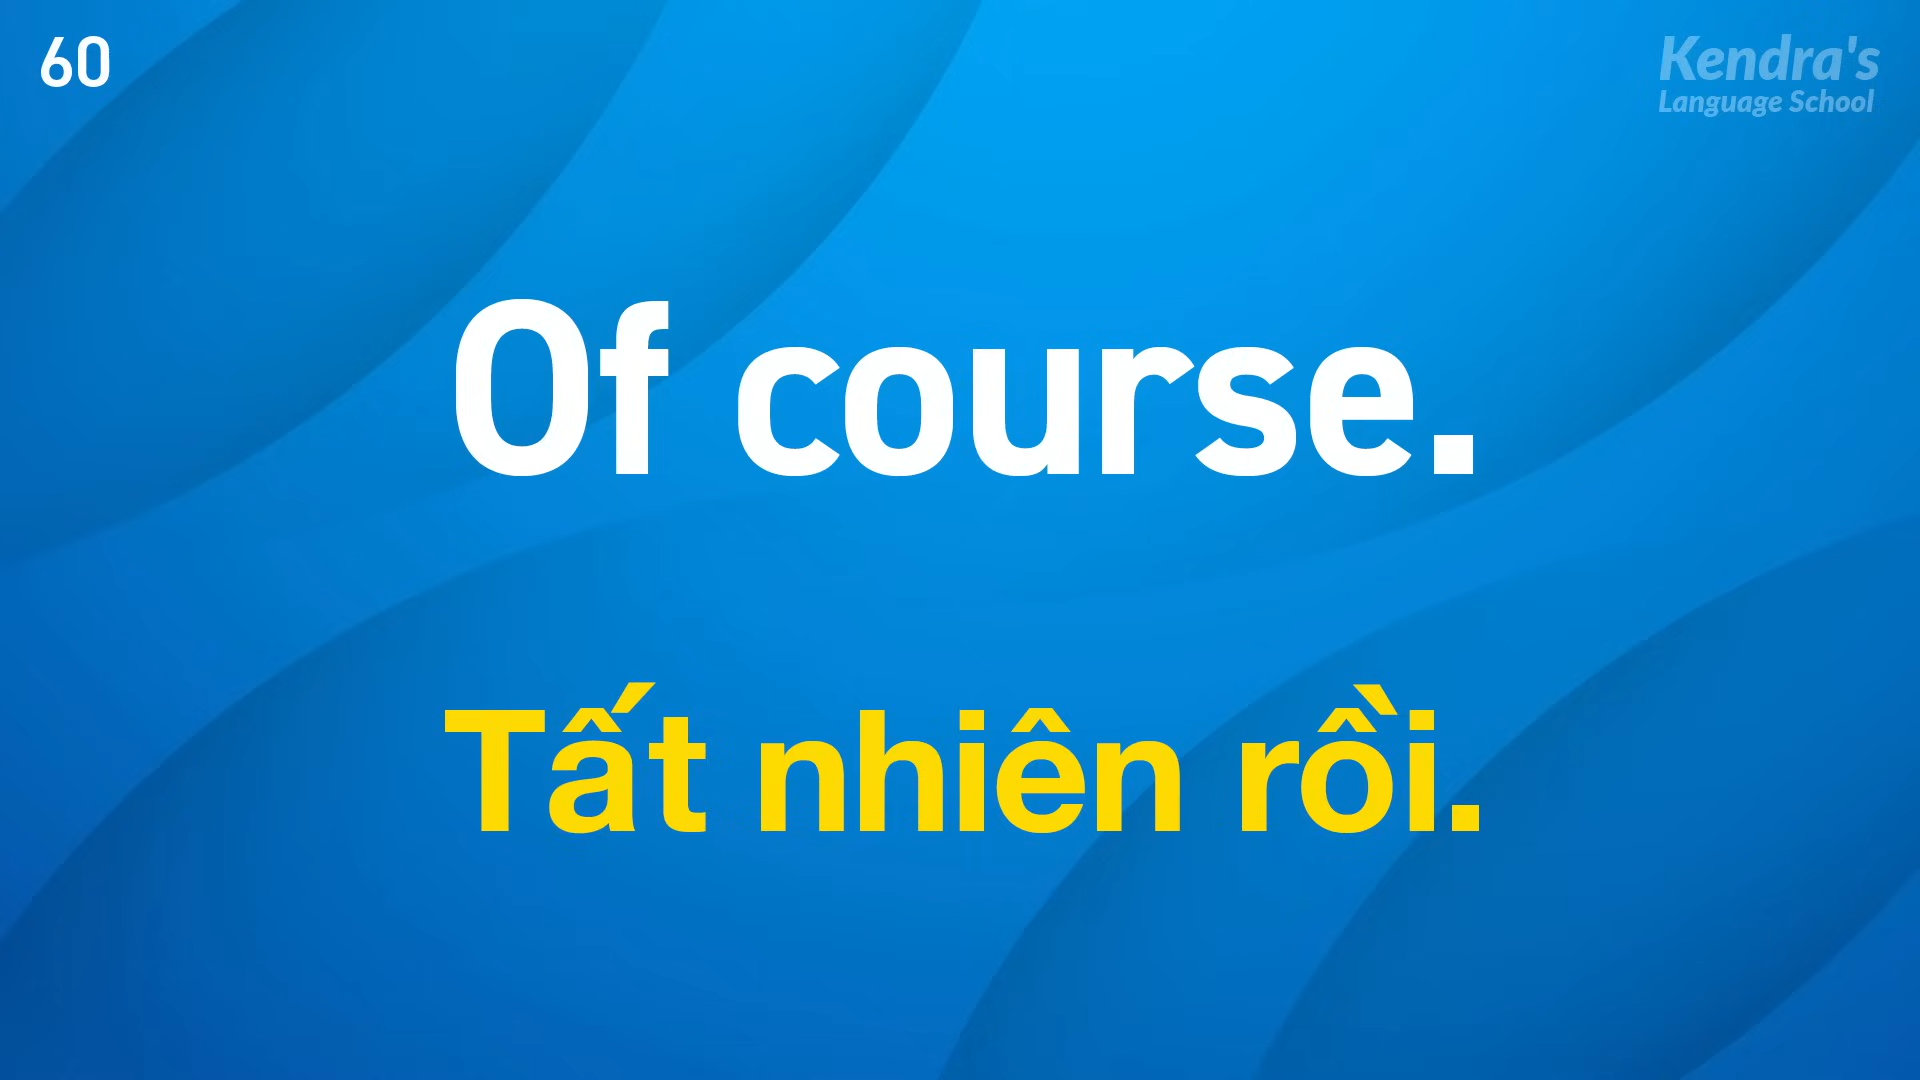 60
Kendra's
Language School
Of course.
Tất nhiên rồi.